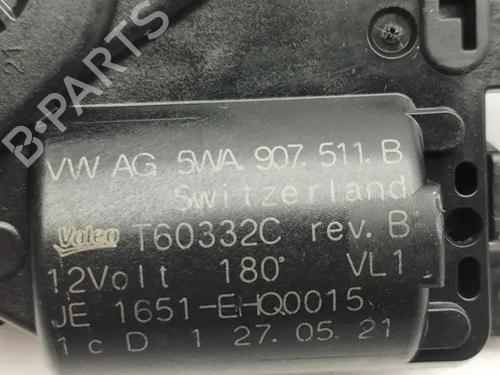 B-PARTS
VW AG 5WA.907.511.B
Switzerland
Valeo T60332C rev.B
12Volt 180° VL1
JE 1651-EHQ0015
1cD 1 27.05.21